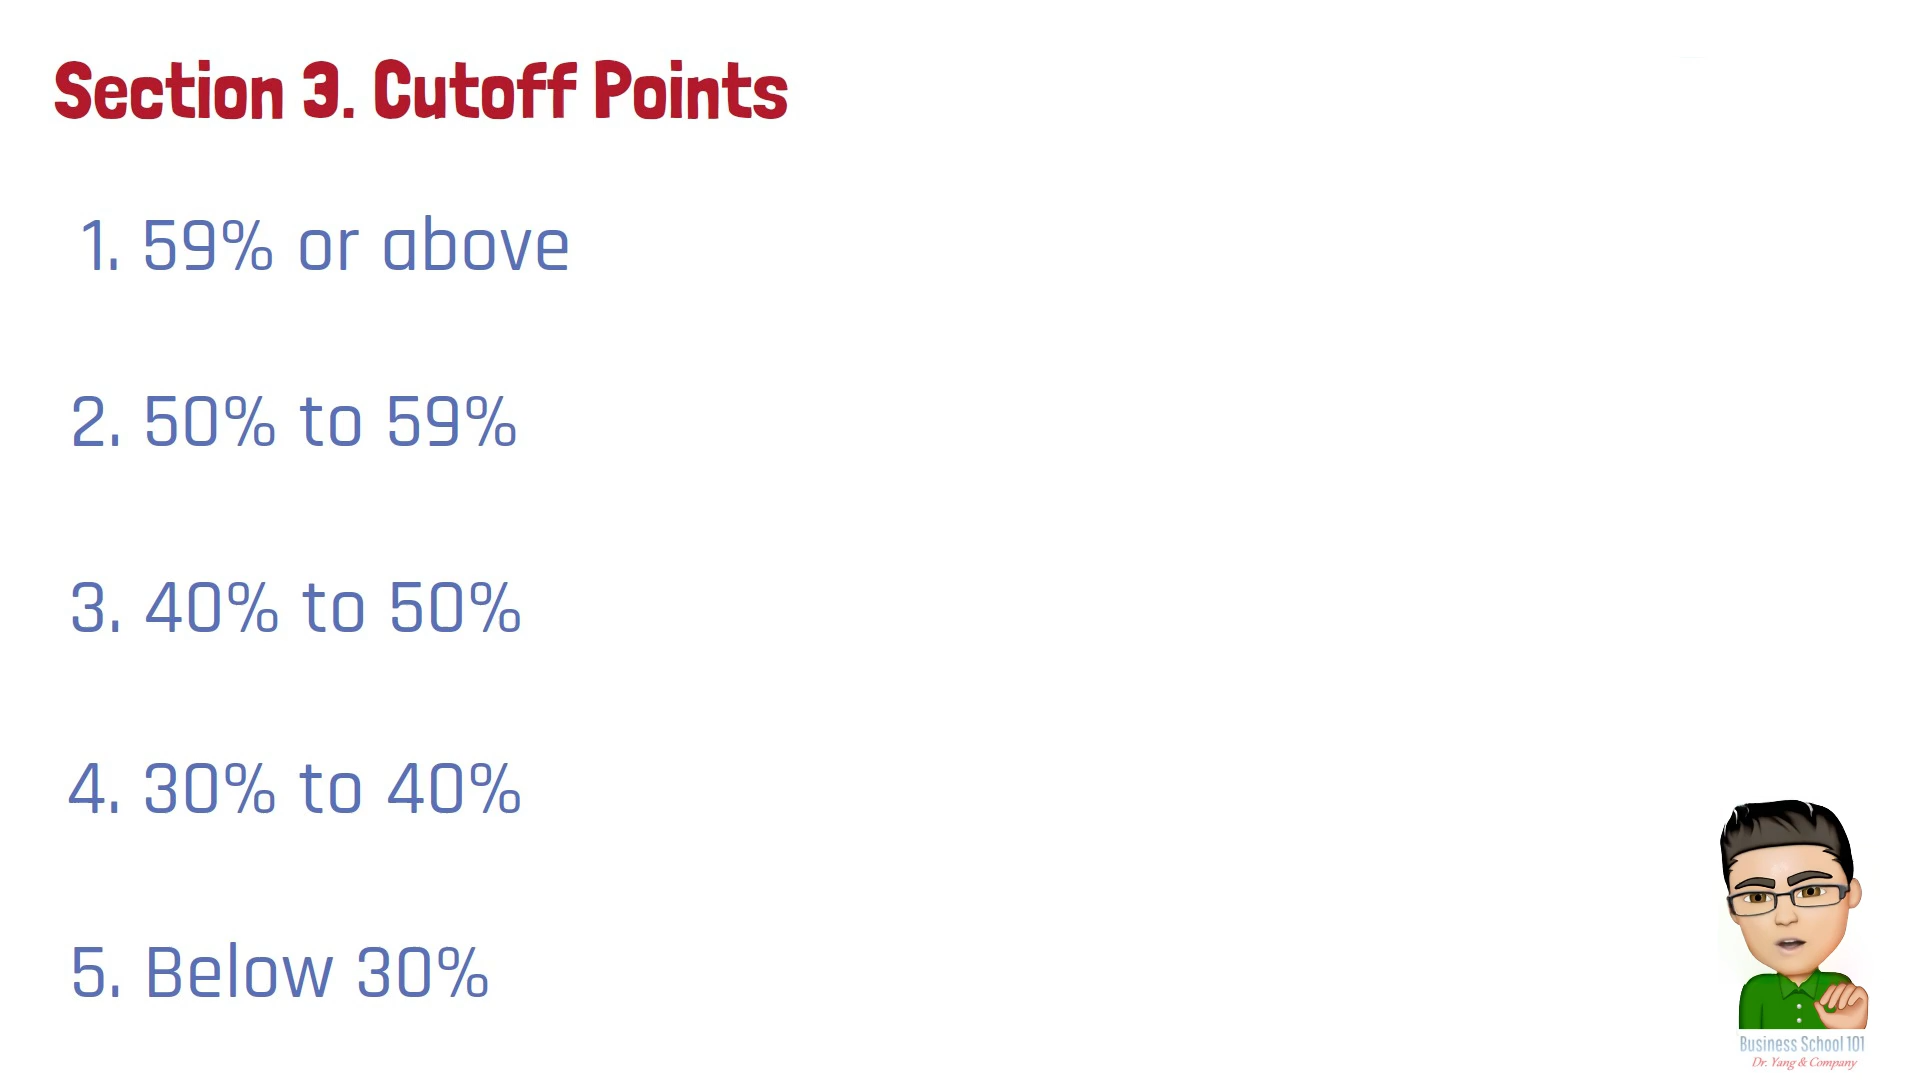 Section 3. Cutoff Points
1. 59% or above
2. 50% to 59%
3. 40% to 50%
4. 30% to 40%
5. Below 30%
Business School 101
Dr. Yang & Company